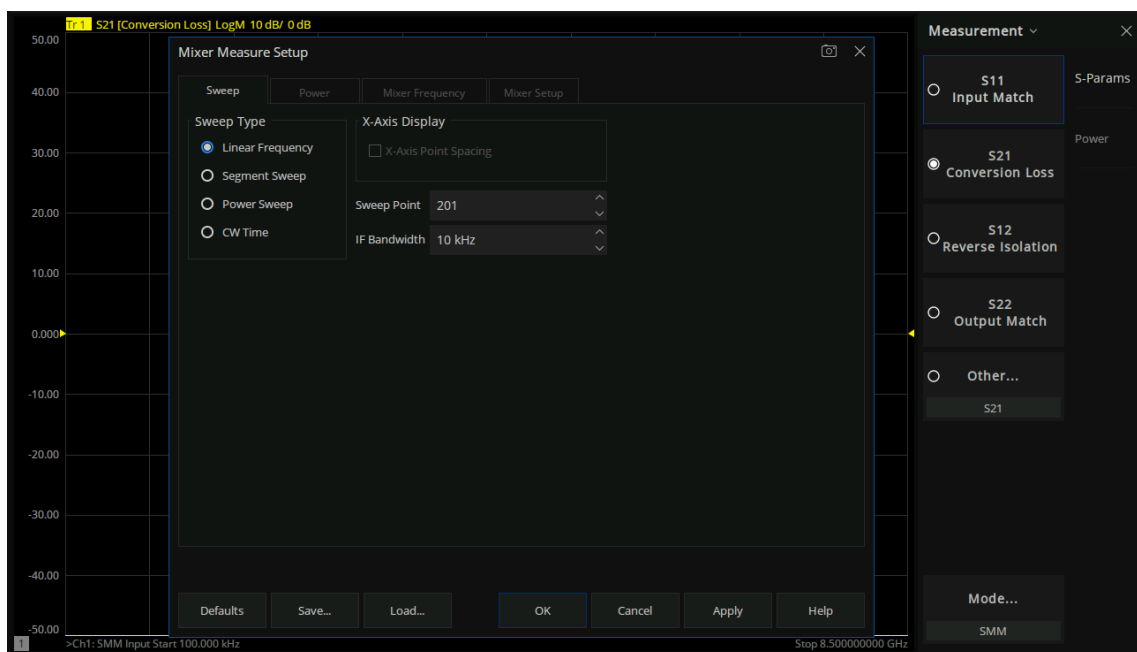 Tr 1 S21 [Conversion Loss] LogM 10 dB/ 0 dB
50.00
40.00
30.00
20.00
10.00
0.000
-10.00
-20.00
-30.00
-40.00
-50.00
Mixer Measure Setup
Sweep Power Mixer Frequency Mixer Setup
Sweep Type
Linear Frequency
Segment Sweep
Power Sweep
CW Time
X-Axis Display
X-Axis Point Spacing
Sweep Point 201
IF Bandwidth 10 kHz
Defaults Save... Load... OK Cancel Apply Help
1 >Ch1: SMM Input Start 100.000 kHz Stop 8.500000000 GHz
Measurement
S11
Input Match
S21
Conversion Loss
S12
Reverse Isolation
S22
Output Match
Other...
S21
Mode...
SMM
S-Params
Power